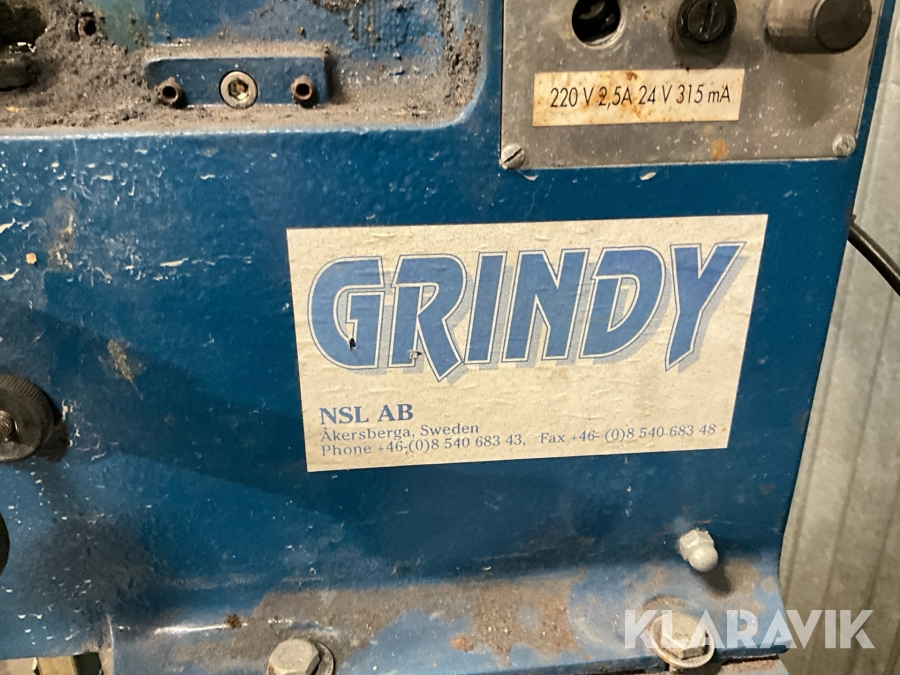 220 V 2,5A 24 V 315 mA
GRINDY
NSL AB
Åkersberga, Sweden
Phone +46-(0)8 540 683 43, Fax +46-(0)8 540 683 48
KLARAVIK